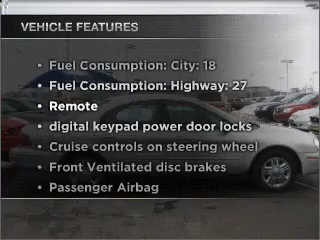 VEHICLE FEATURES
• Fuel Consumption: City: 18
• Fuel Consumption: Highway: 27
• Remote
• digital keypad power door locks
• Cruise controls on steering wheel
• Front Ventilated disc brakes
• Passenger Airbag